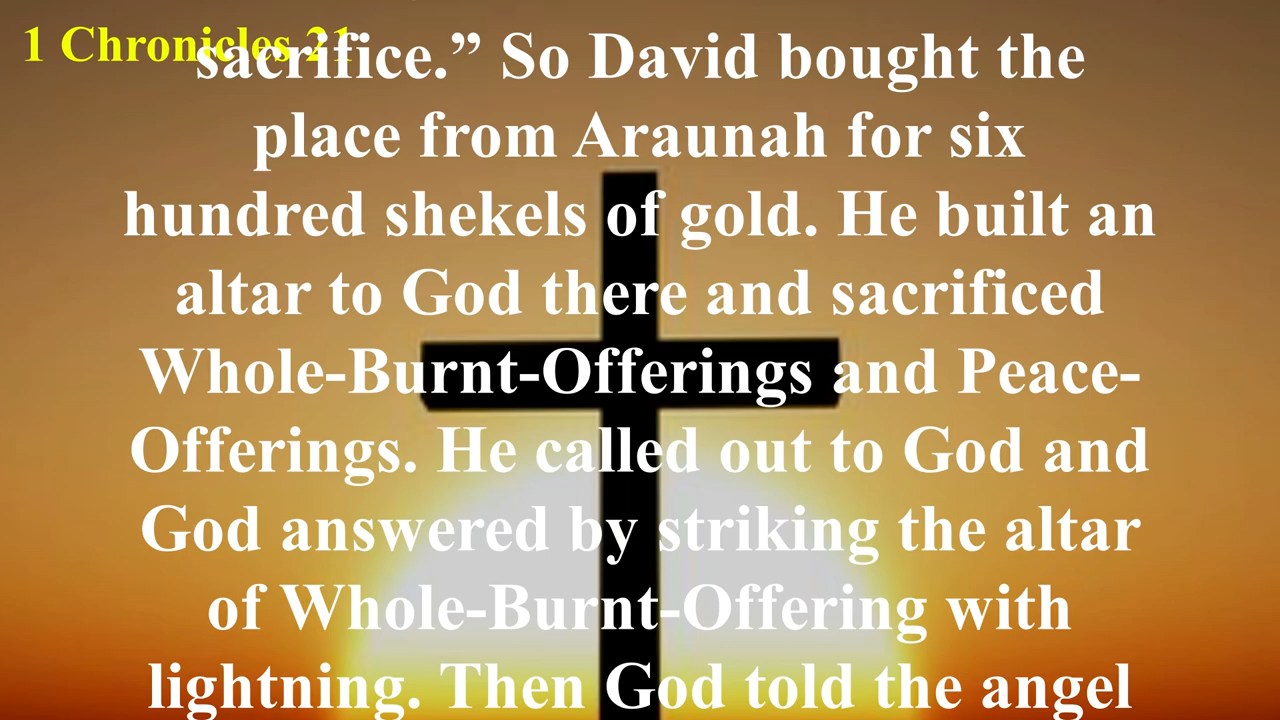 1 Chronicles 21
sacrifice.” So David bought the
place from Araunah for six
hundred shekels of gold. He built an
altar to God there and sacrificed
Whole-Burnt-Offerings and Peace-
Offerings. He called out to God and
God answered by striking the altar
of Whole-Burnt-Offering with
lightning. Then God told the angel